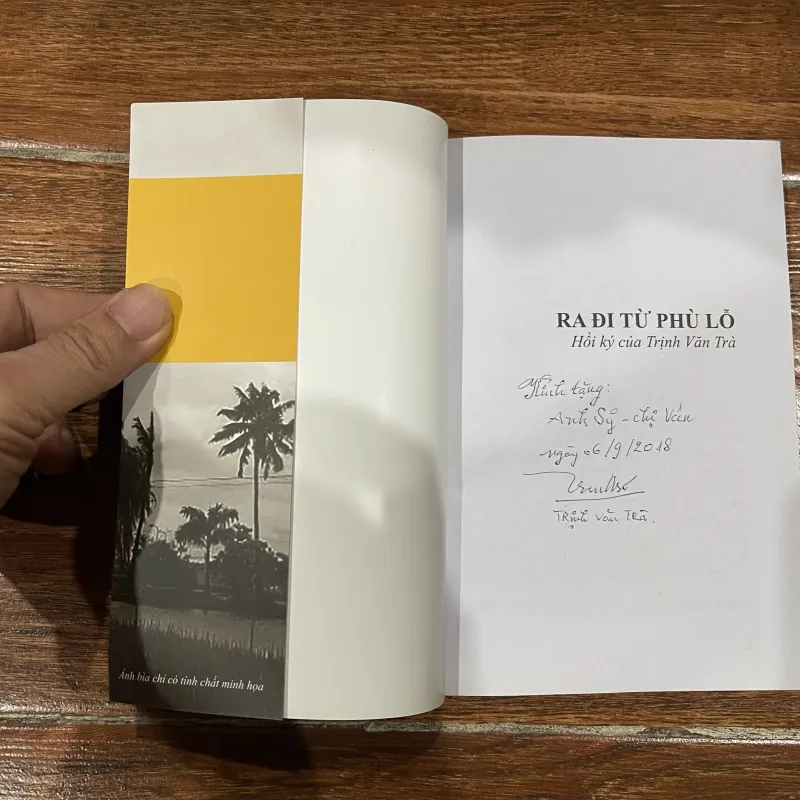 Ảnh bìa chỉ có tính chất minh họa
RA ĐI TỪ PHÙ LỖ
Hồi ký của Trịnh Văn Trà
Kính tặng:
Anh Sỹ - chị Vân
ngày 06/9/2018
Trịnh Văn Trà.